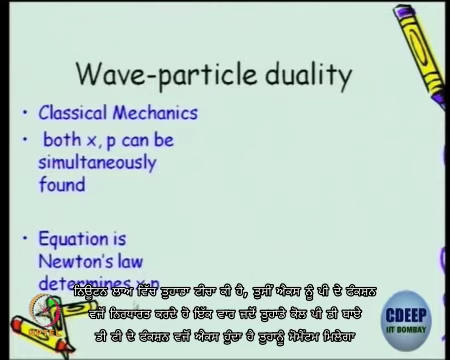 Wave-particle duality
• Classical Mechanics
• both x, p can be
simultaneously
found
• Equation is
Newton's law
determines x,p
ਨਿਊਟਨ ਲਾਅ ਵਿੱਚ ਤੁਹਾਡਾ ਟੀਚਾ ਕੀ ਹੈ, ਤੁਸੀਂ ਐਕਸ ਨੂੰ ਪੀ ਦੇ ਫੰਕਸ਼ਨ
ਵਜੋਂ ਨਿਰਧਾਰਤ ਕਰਦੇ ਹੋ ਇੱਕ ਵਾਰ ਜਦੋਂ ਤੁਹਾਡੇ ਕੋਲ ਪੀ ਡੀ ਬਾਏ
ਡੀ ਟੀ ਦੇ ਫੰਕਸ਼ਨ ਵਜੋਂ ਐਕਸ ਹੁੰਦਾ ਹੈ ਤੁਹਾਨੂੰ ਮੋਮੈਂਟਮ ਮਿਲੇਗਾ
CDEEP
IIT BOMBAY